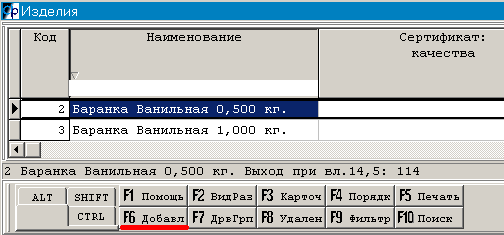 Изделия
Код Наименование Сертификат:
качества
2 Баранка Ванильная 0,500 кг.
3 Баранка Ванильная 1,000 кг.
2 Баранка Ванильная 0,500 кг. Выход при вл.14,5: 114
ALT SHIFT F1 Помощь F2 ВидРаз F3 Карточ F4 Порядк F5 Печать
CTRL F6 Добавл F7 ДрвГрп F8 Удален F9 Фильтр F10 Поиск